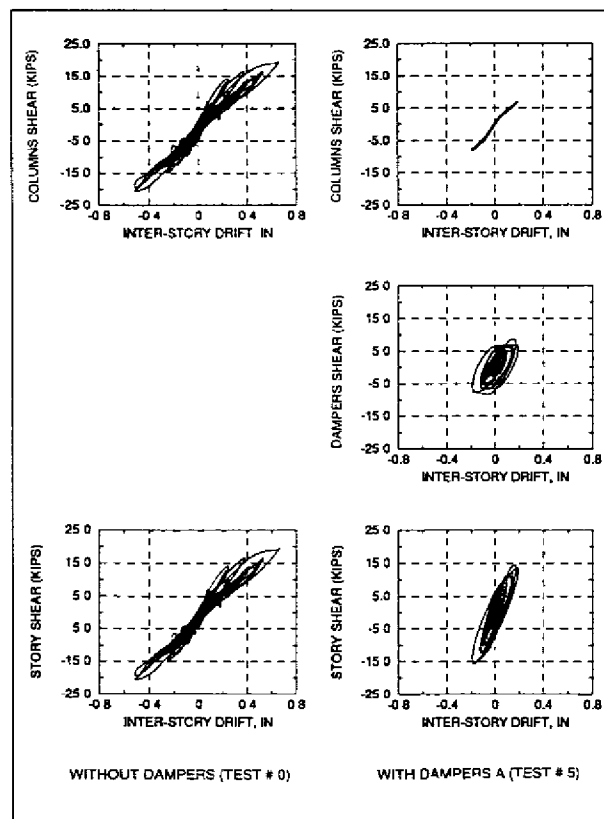 COLUMNS SHEAR (KIPS)
25 0
15 0
5 0
-5 0
-15 0
-25 0
-0 8 -0 4 0 0 4 0 8
INTER-STORY DRIFT IN
COLUMNS SHEAR (KIPS)
25 0
15 0
5 0
-5 0
-15 0
-25 0
-0 8 -0 4 0 0 4 0 8
INTER-STORY DRIFT, IN
DAMPERS SHEAR (KIPS)
25 0
15 0
5 0
-5 0
-15 0
-25 0
-0 8 -0 4 0 0 4 0 8
INTER-STORY DRIFT, IN
STORY SHEAR (KIPS)
25 0
15 0
5 0
-5 0
-15 0
-25 0
-0 8 -0 4 0 0 4 0 8
INTER-STORY DRIFT, IN
STORY SHEAR (KIPS)
25 0
15 0
5 0
-5 0
-15 0
-25 0
-0 8 -0 4 0 0 4 0 8
INTER-STORY DRIFT, IN
WITHOUT DAMPERS (TEST # 0)
WITH DAMPERS A (TEST # 5)